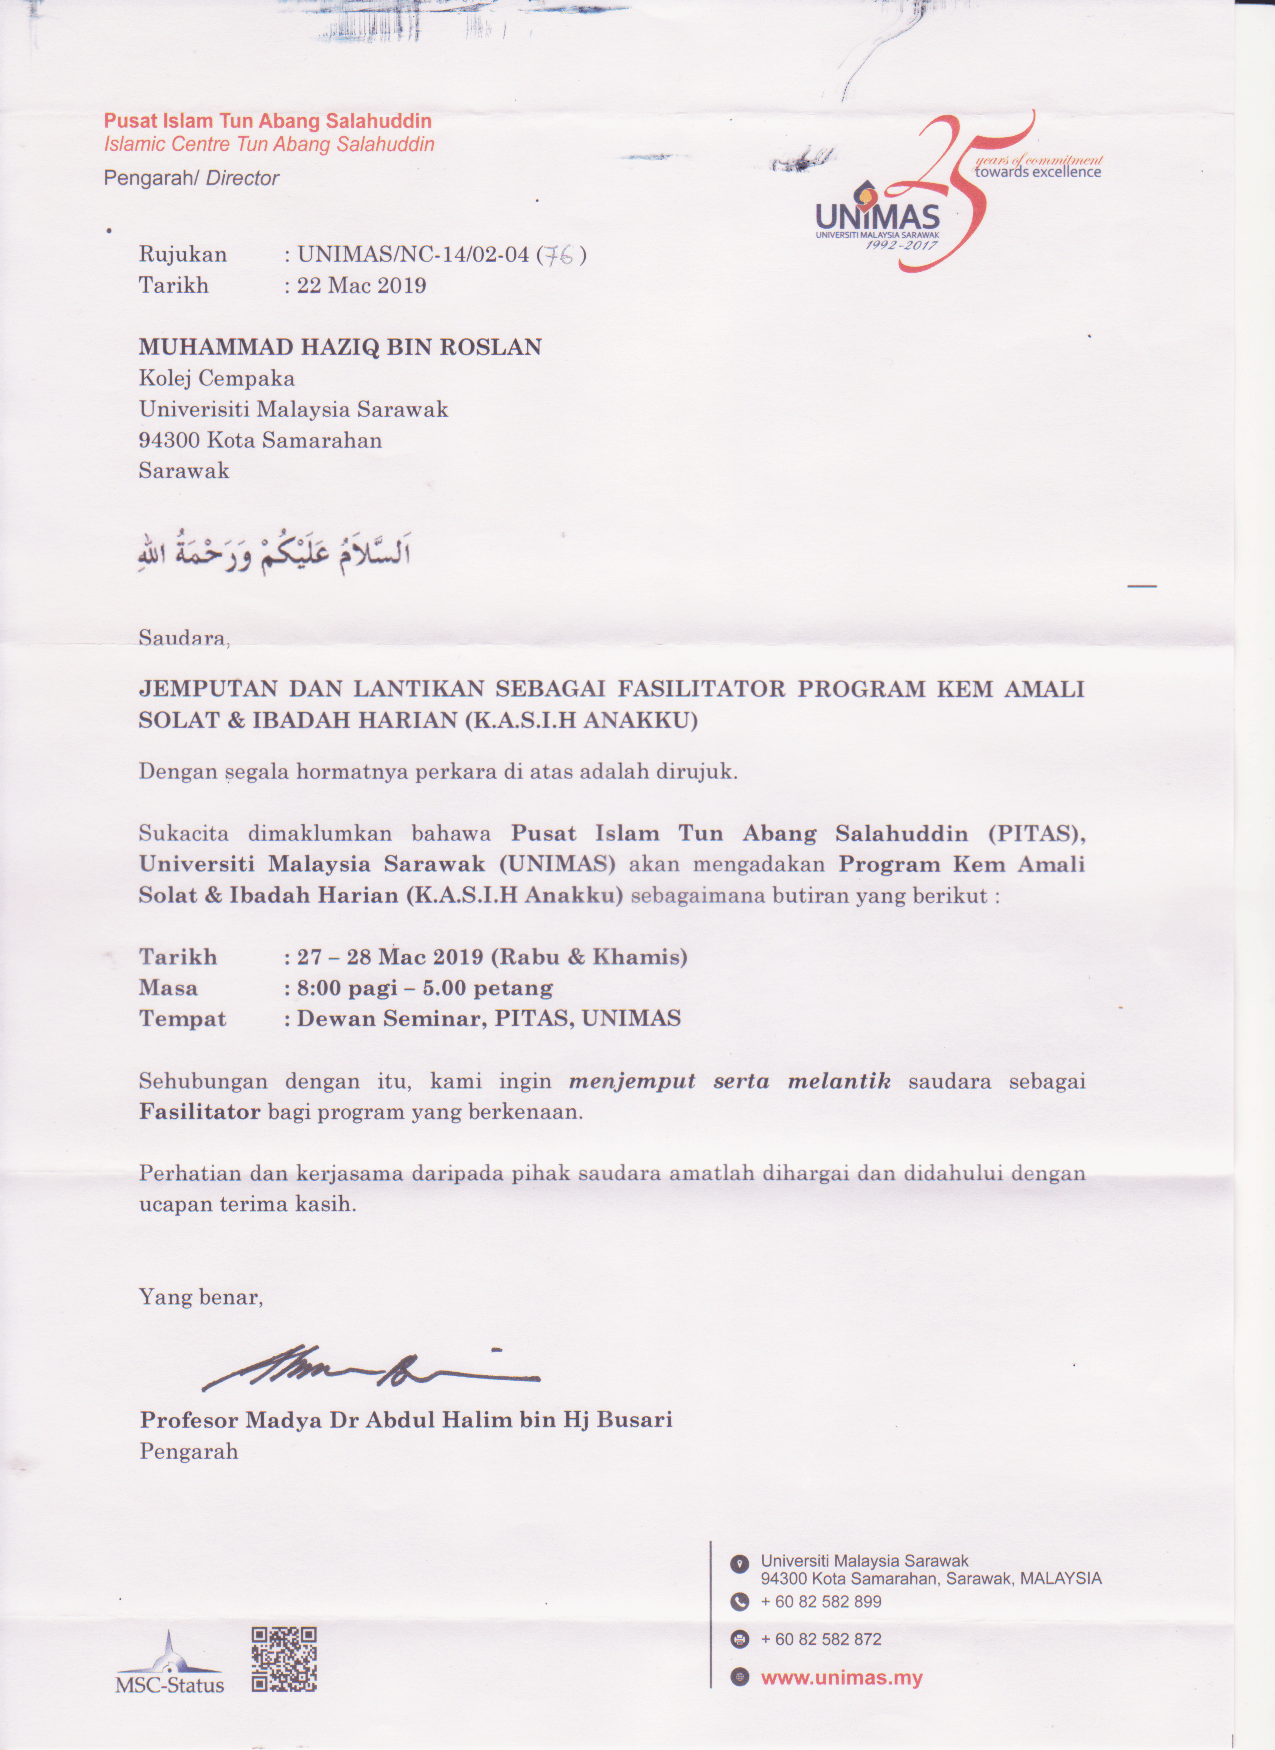 Pusat Islam Tun Abang Salahuddin
Islamic Centre Tun Abang Salahuddin
Pengarah/ Director
25
years of commitment
towards excellence
UNIMAS
UNIVERSITI MALAYSIA SARAWAK
1992-2017
Rujukan : UNIMAS/NC-14/02-04 (76)
Tarikh : 22 Mac 2019
MUHAMMAD HAZIQ BIN ROSLAN
Kolej Cempaka
Univerisiti Malaysia Sarawak
94300 Kota Samarahan
Sarawak
اَلسَّلاَمُ عَلَيْكُمْ وَرَحْمَةُ اللهِ
Saudara,
JEMPUTAN DAN LANTIKAN SEBAGAI FASILITATOR PROGRAM KEM AMALI
SOLAT & IBADAH HARIAN (K.A.S.I.H ANAKKU)
Dengan segala hormatnya perkara di atas adalah dirujuk.
Sukacita dimaklumkan bahawa Pusat Islam Tun Abang Salahuddin (PITAS),
Universiti Malaysia Sarawak (UNIMAS) akan mengadakan Program Kem Amali
Solat & Ibadah Harian (K.A.S.I.H Anakku) sebagaimana butiran yang berikut :
Tarikh : 27 – 28 Mac 2019 (Rabu & Khamis)
Masa : 8:00 pagi – 5.00 petang
Tempat : Dewan Seminar, PITAS, UNIMAS
Sehubungan dengan itu, kami ingin menjemput serta melantik saudara sebagai
Fasilitator bagi program yang berkenaan.
Perhatian dan kerjasama daripada pihak saudara amatlah dihargai dan didahului dengan
ucapan terima kasih.
Yang benar,
Profesor Madya Dr Abdul Halim bin Hj Busari
Pengarah
Universiti Malaysia Sarawak
94300 Kota Samarahan, Sarawak, MALAYSIA
+ 60 82 582 899
+ 60 82 582 872
www.unimas.my
MSC-Status